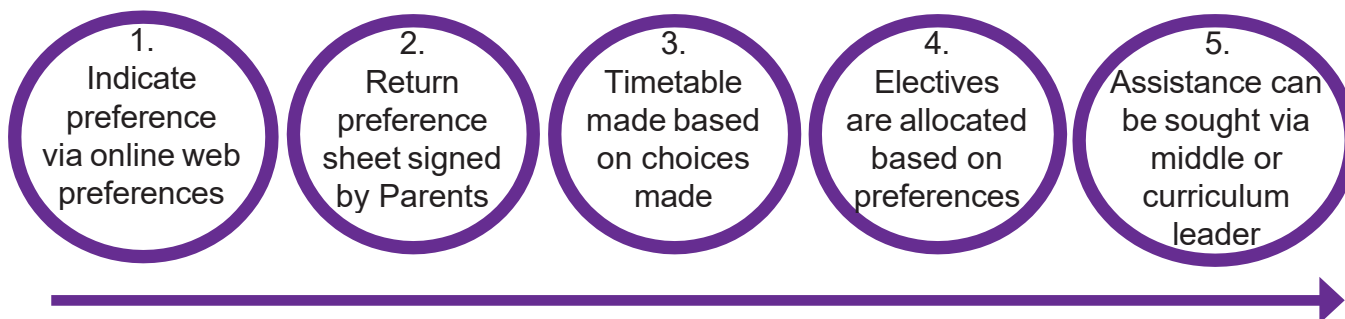 1.
Indicate
preference
via online web
preferences
2.
Return
preference
sheet signed
by Parents
3.
Timetable
made based
on choices
made
4.
Electives
are allocated
based on
preferences
5.
Assistance can
be sought via
middle or
curriculum
leader